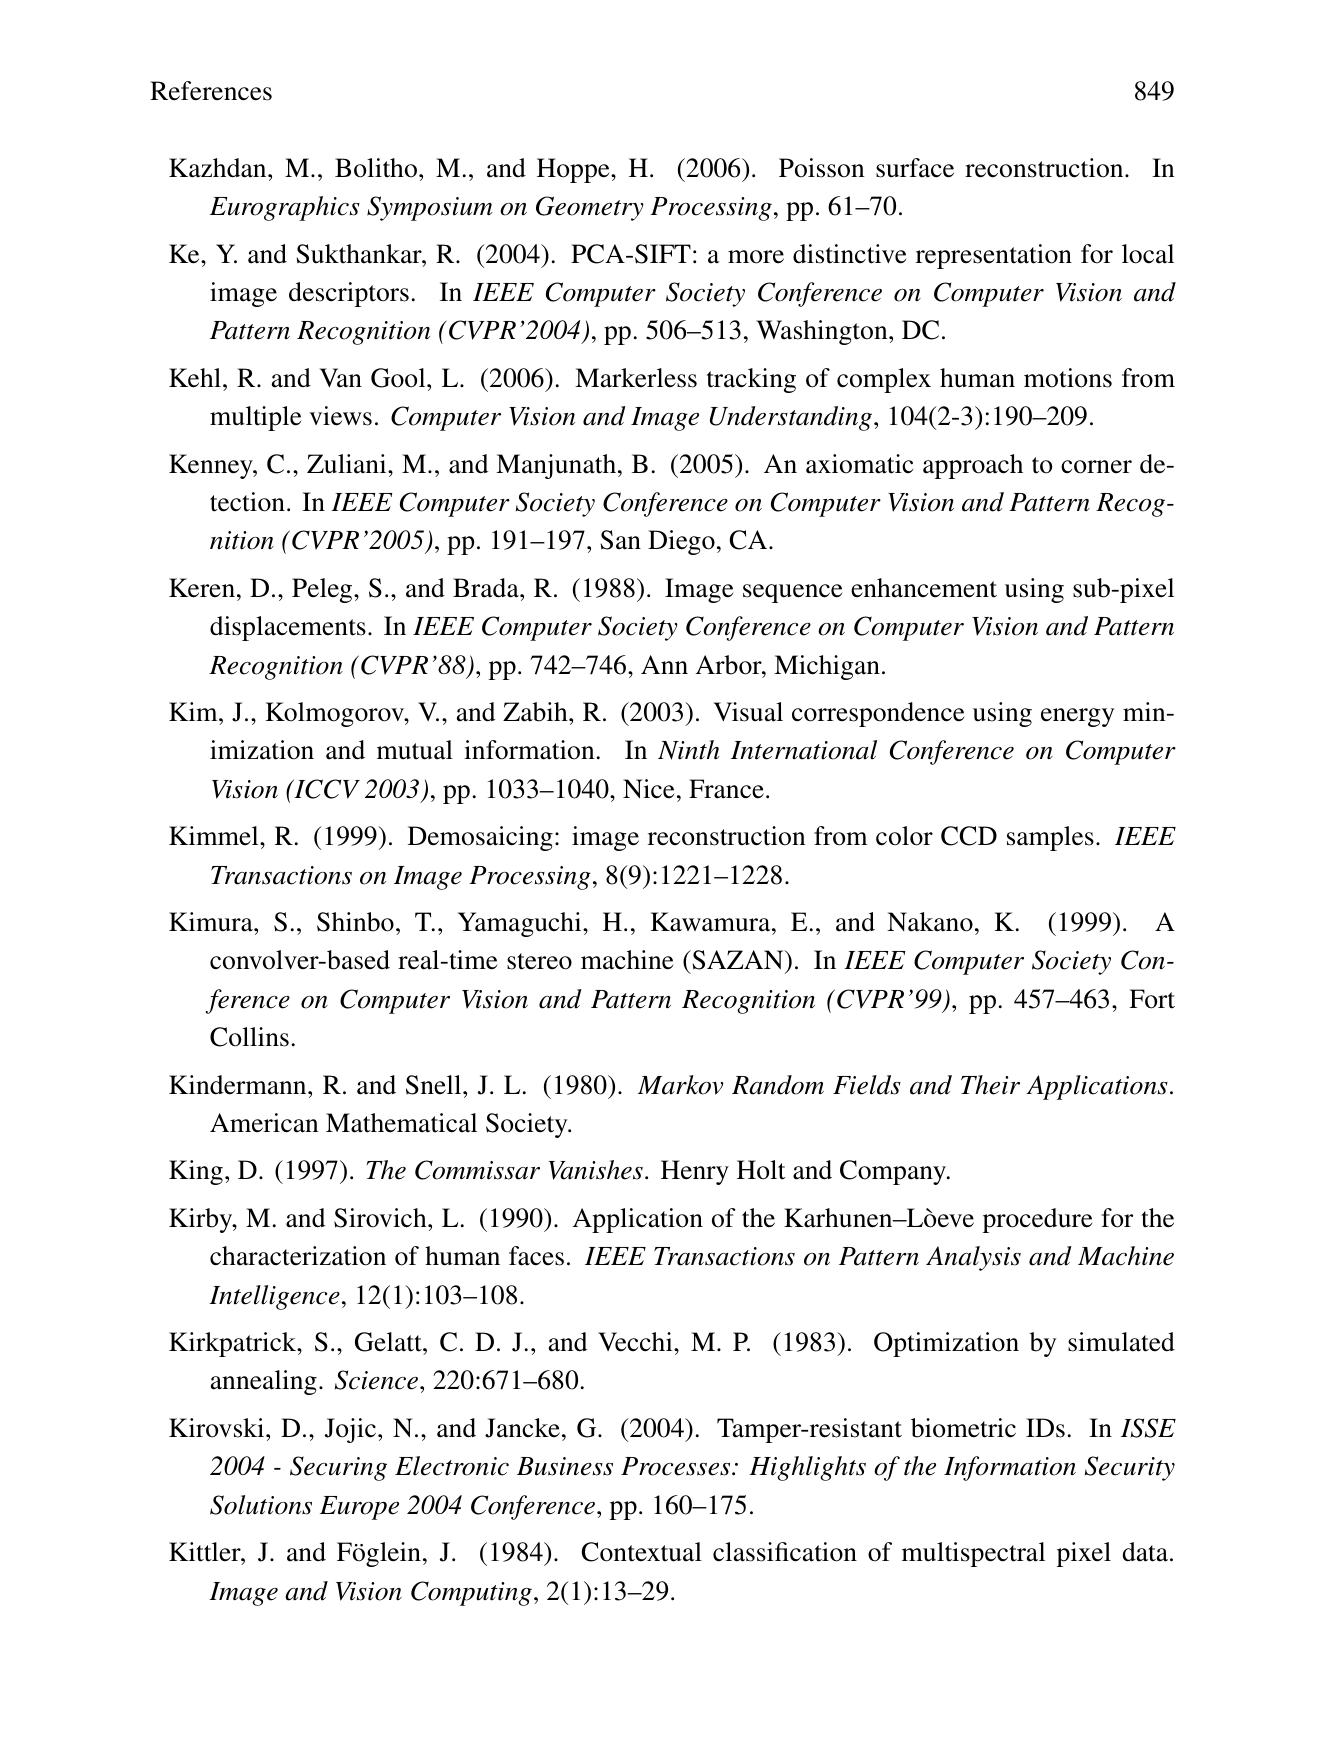 References 849
Kazhdan, M., Bolitho, M., and Hoppe, H. (2006). Poisson surface reconstruction. In
Eurographics Symposium on Geometry Processing, pp. 61–70.
Ke, Y. and Sukthankar, R. (2004). PCA-SIFT: a more distinctive representation for local
image descriptors. In IEEE Computer Society Conference on Computer Vision and
Pattern Recognition (CVPR’2004), pp. 506–513, Washington, DC.
Kehl, R. and Van Gool, L. (2006). Markerless tracking of complex human motions from
multiple views. Computer Vision and Image Understanding, 104(2-3):190–209.
Kenney, C., Zuliani, M., and Manjunath, B. (2005). An axiomatic approach to corner de-
tection. In IEEE Computer Society Conference on Computer Vision and Pattern Recog-
nition (CVPR’2005), pp. 191–197, San Diego, CA.
Keren, D., Peleg, S., and Brada, R. (1988). Image sequence enhancement using sub-pixel
displacements. In IEEE Computer Society Conference on Computer Vision and Pattern
Recognition (CVPR’88), pp. 742–746, Ann Arbor, Michigan.
Kim, J., Kolmogorov, V., and Zabih, R. (2003). Visual correspondence using energy min-
imization and mutual information. In Ninth International Conference on Computer
Vision (ICCV 2003), pp. 1033–1040, Nice, France.
Kimmel, R. (1999). Demosaicing: image reconstruction from color CCD samples. IEEE
Transactions on Image Processing, 8(9):1221–1228.
Kimura, S., Shinbo, T., Yamaguchi, H., Kawamura, E., and Nakano, K. (1999). A
convolver-based real-time stereo machine (SAZAN). In IEEE Computer Society Con-
ference on Computer Vision and Pattern Recognition (CVPR’99), pp. 457–463, Fort
Collins.
Kindermann, R. and Snell, J. L. (1980). Markov Random Fields and Their Applications.
American Mathematical Society.
King, D. (1997). The Commissar Vanishes. Henry Holt and Company.
Kirby, M. and Sirovich, L. (1990). Application of the Karhunen–Lòeve procedure for the
characterization of human faces. IEEE Transactions on Pattern Analysis and Machine
Intelligence, 12(1):103–108.
Kirkpatrick, S., Gelatt, C. D. J., and Vecchi, M. P. (1983). Optimization by simulated
annealing. Science, 220:671–680.
Kirovski, D., Jojic, N., and Jancke, G. (2004). Tamper-resistant biometric IDs. In ISSE
2004 - Securing Electronic Business Processes: Highlights of the Information Security
Solutions Europe 2004 Conference, pp. 160–175.
Kittler, J. and Föglein, J. (1984). Contextual classification of multispectral pixel data.
Image and Vision Computing, 2(1):13–29.